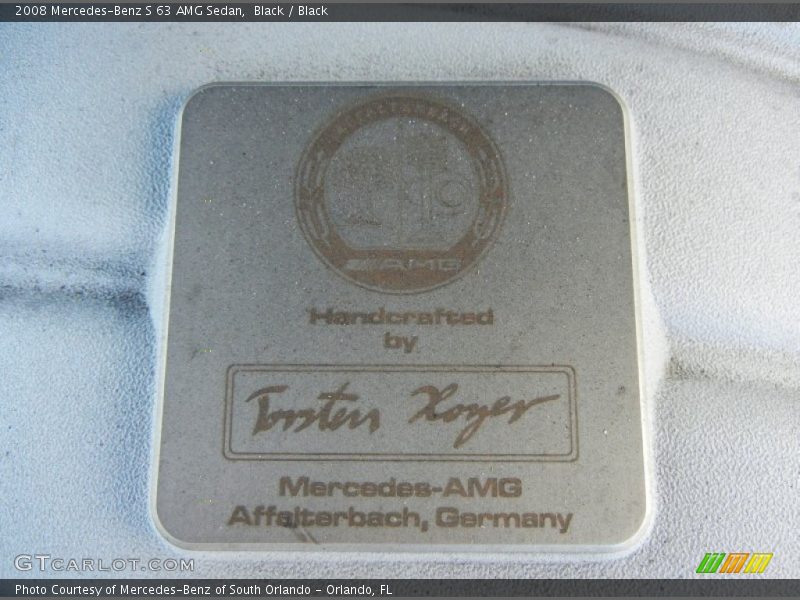 2008 Mercedes-Benz S 63 AMG Sedan,  Black / Black
AMG
Handcrafted
by
Torsten
Mercedes-AMG
Affalterbach, Germany
GTCARLOT.COM
Photo Courtesy of Mercedes-Benz of South Orlando - Orlando, FL